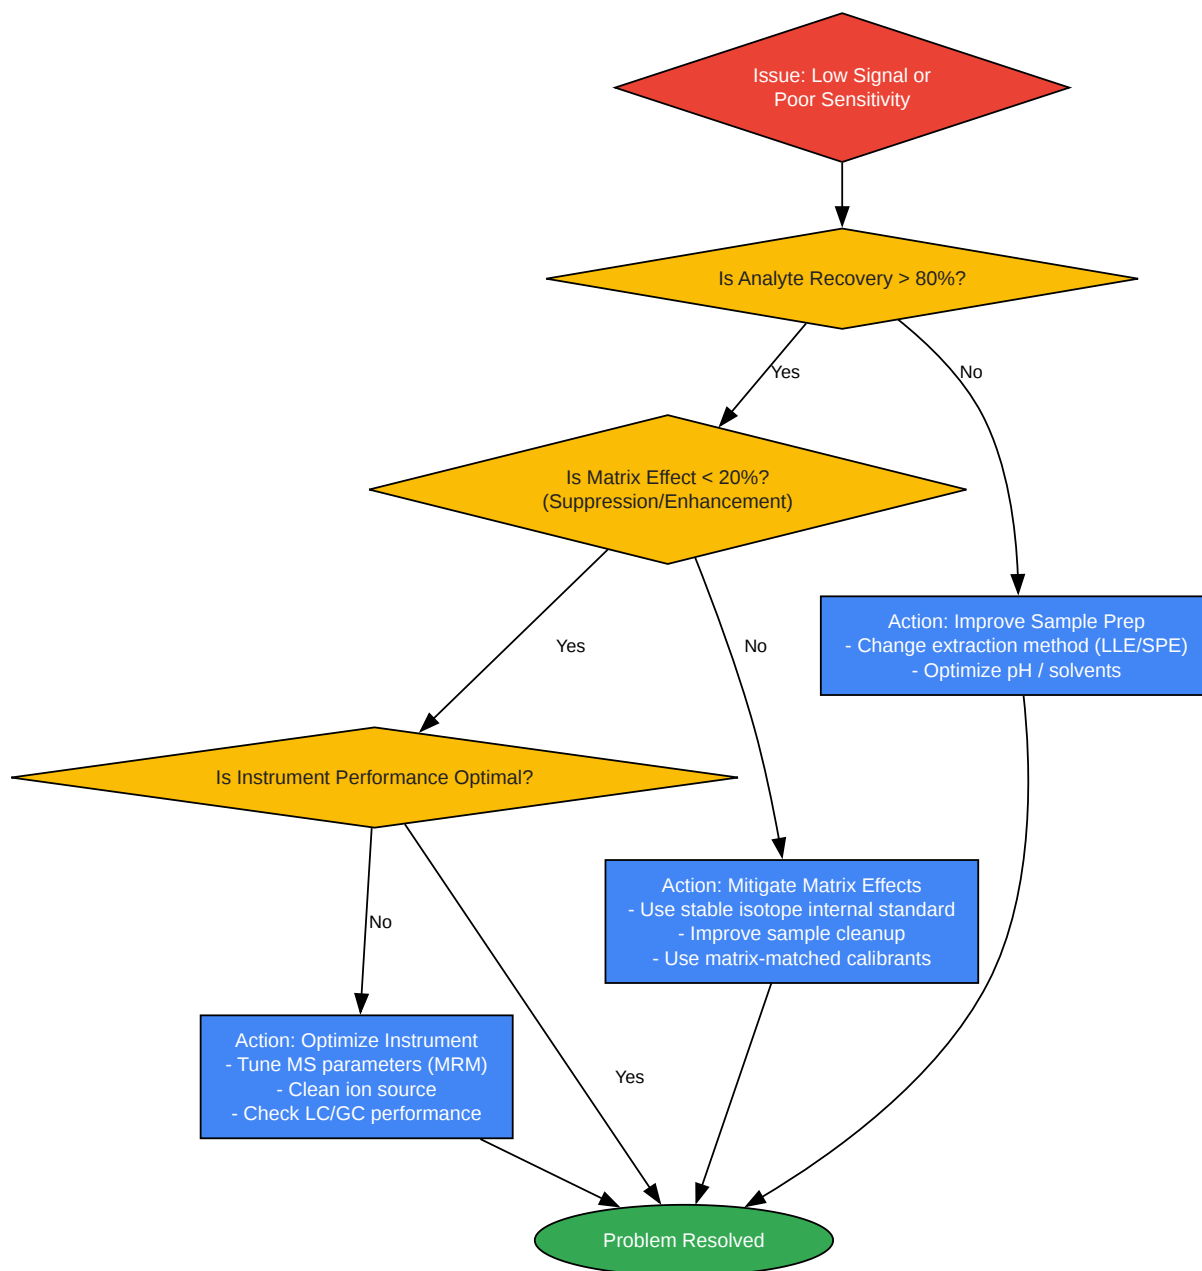 Issue: Low Signal or
Poor Sensitivity
Is Analyte Recovery > 80%?
Yes
No
Is Matrix Effect < 20%?
(Suppression/Enhancement)
Yes
No
Action: Improve Sample Prep
- Change extraction method (LLE/SPE)
- Optimize pH / solvents
Is Instrument Performance Optimal?
No
Yes
Action: Mitigate Matrix Effects
- Use stable isotope internal standard
- Improve sample cleanup
- Use matrix-matched calibrants
Action: Optimize Instrument
- Tune MS parameters (MRM)
- Clean ion source
- Check LC/GC performance
Problem Resolved